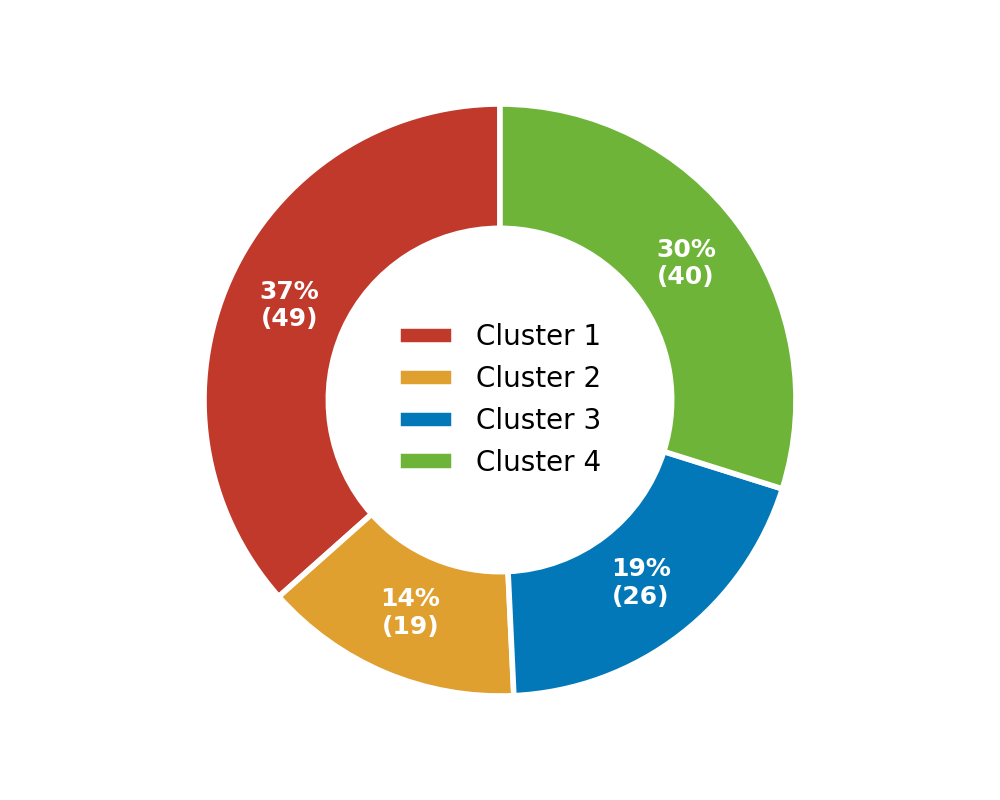 30%
(40)
37%
(49)
Cluster 1
Cluster 2
Cluster 3
Cluster 4
19%
(26)
14%
(19)